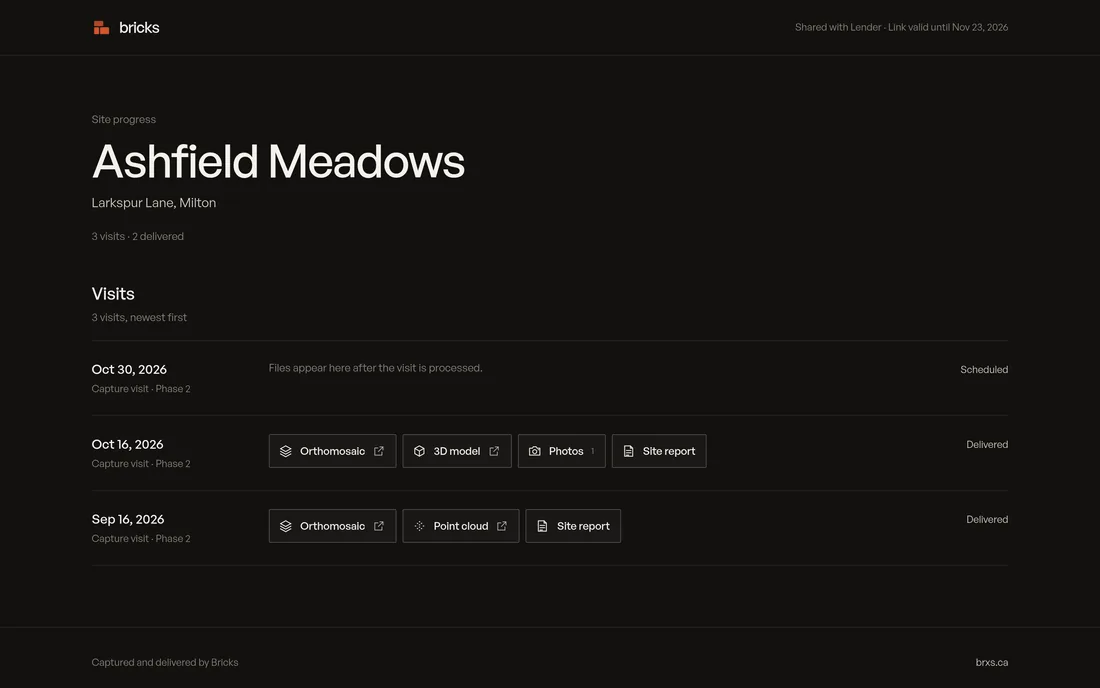 bricks
Shared with Lender · Link valid until Nov 23, 2026
Site progress
Ashfield Meadows
Larkspur Lane, Milton
3 visits · 2 delivered
Visits
3 visits, newest first
Oct 30, 2026
Files appear here after the visit is processed.
Scheduled
Capture visit · Phase 2
Oct 16, 2026
Orthomosaic
3D model
Photos 1
Site report
Delivered
Capture visit · Phase 2
Sep 16, 2026
Orthomosaic
Point cloud
Site report
Delivered
Capture visit · Phase 2
Captured and delivered by Bricks
brxs.ca